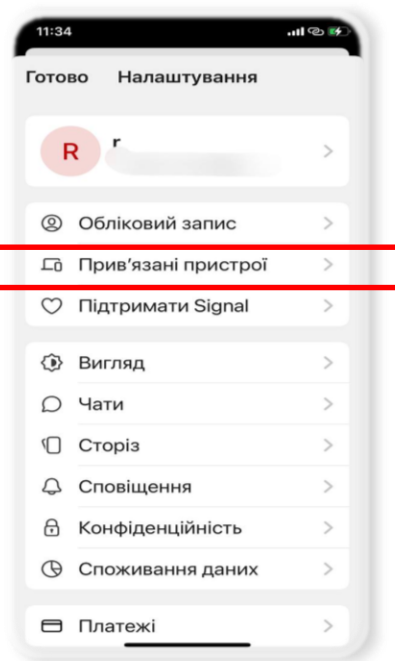 11:34
Готово Налаштування
R
r
Обліковий запис
Прив’язані пристрої
Підтримати Signal
Вигляд
Чати
Сторіз
Сповіщення
Конфіденційність
Споживання даних
Платежі